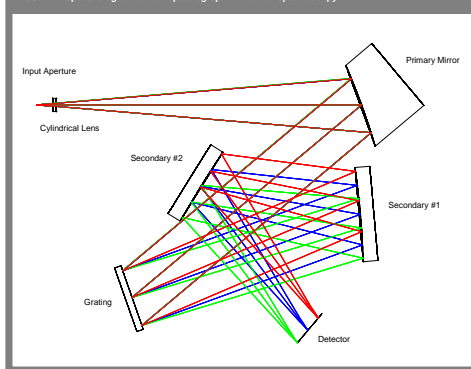 Input Aperture
Primary Mirror
Cylindrical Lens
Secondary #2
Secondary #1
Grating
Detector